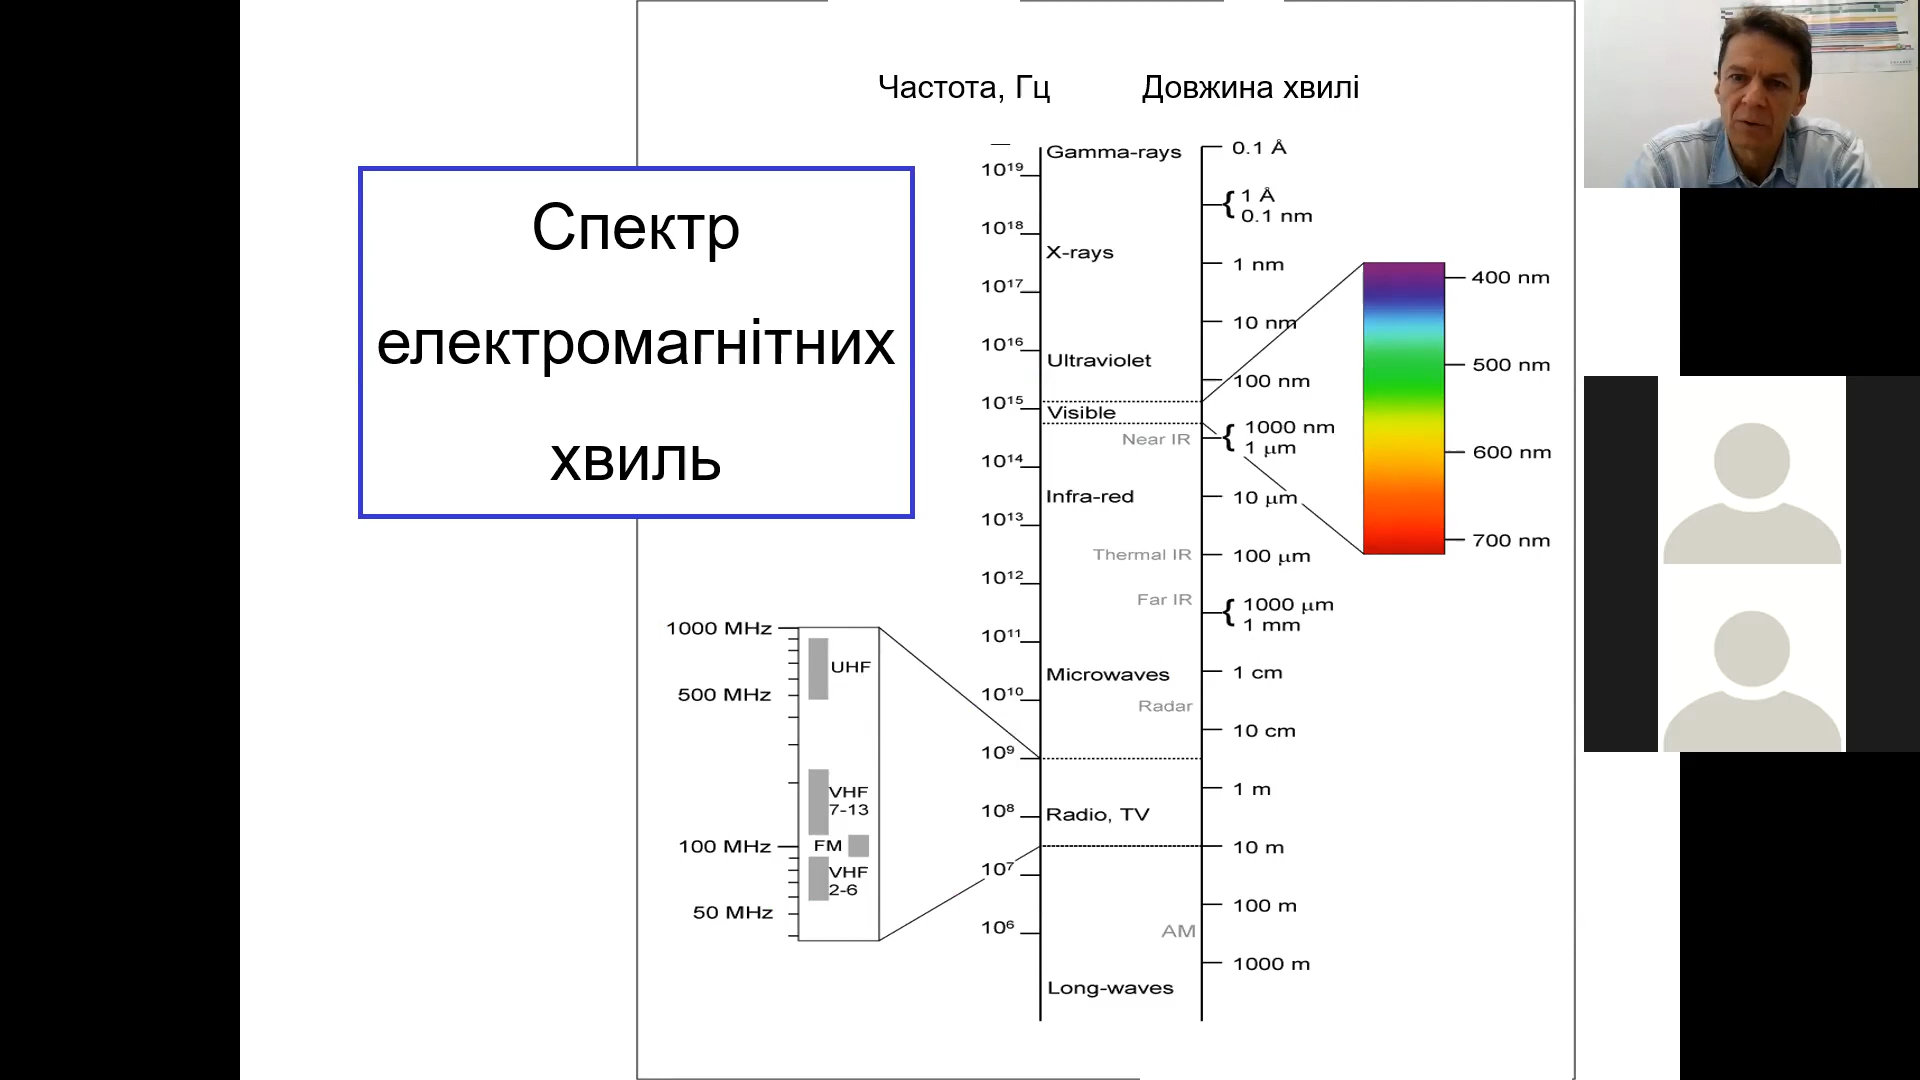 Частота, Гц
Довжина хвилі
Спектр
електромагнітних
хвиль
10¹⁹
10¹⁸
10¹⁷
10¹⁶
10¹⁵
10¹⁴
10¹³
10¹²
10¹¹
10¹⁰
10⁹
10⁸
10⁷
10⁶
Gamma-rays
X-rays
Ultraviolet
Visible
Near IR
Infra-red
Thermal IR
Far IR
Microwaves
Radar
Radio, TV
AM
Long-waves
0.1 Å
1 Å
0.1 nm
1 nm
10 nm
100 nm
1000 nm
1 µm
10 µm
100 µm
1000 µm
1 mm
1 cm
10 cm
1 m
10 m
100 m
1000 m
400 nm
500 nm
600 nm
700 nm
1000 MHz
500 MHz
100 MHz
50 MHz
UHF
VHF
7-13
FM
VHF
2-6